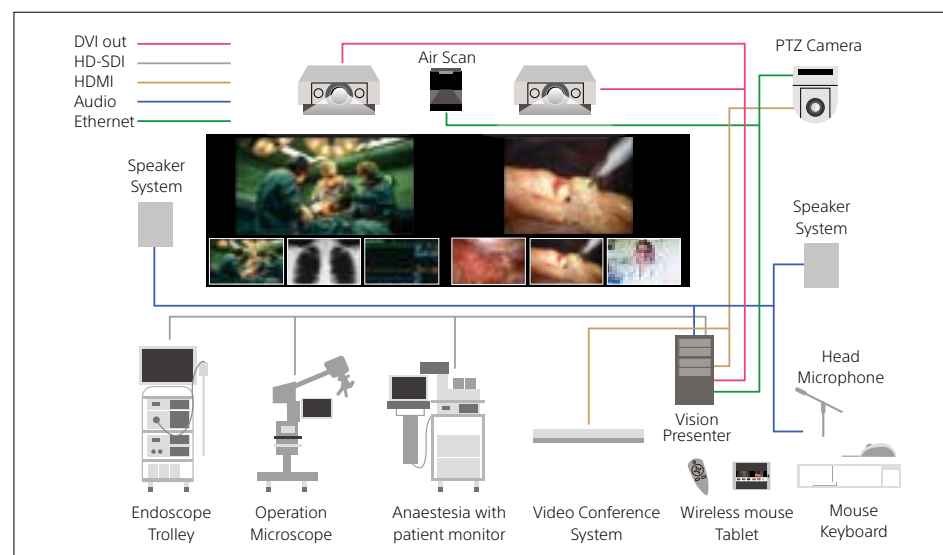 DVI out
HD-SDI
HDMI
Audio
Ethernet
Air Scan
PTZ Camera
Speaker
System
Speaker
System
Head
Microphone
Vision
Presenter
Endoscope
Trolley
Operation
Microscope
Anaestesia with
patient monitor
Video Conference
System
Wireless mouse
Tablet
Mouse
Keyboard